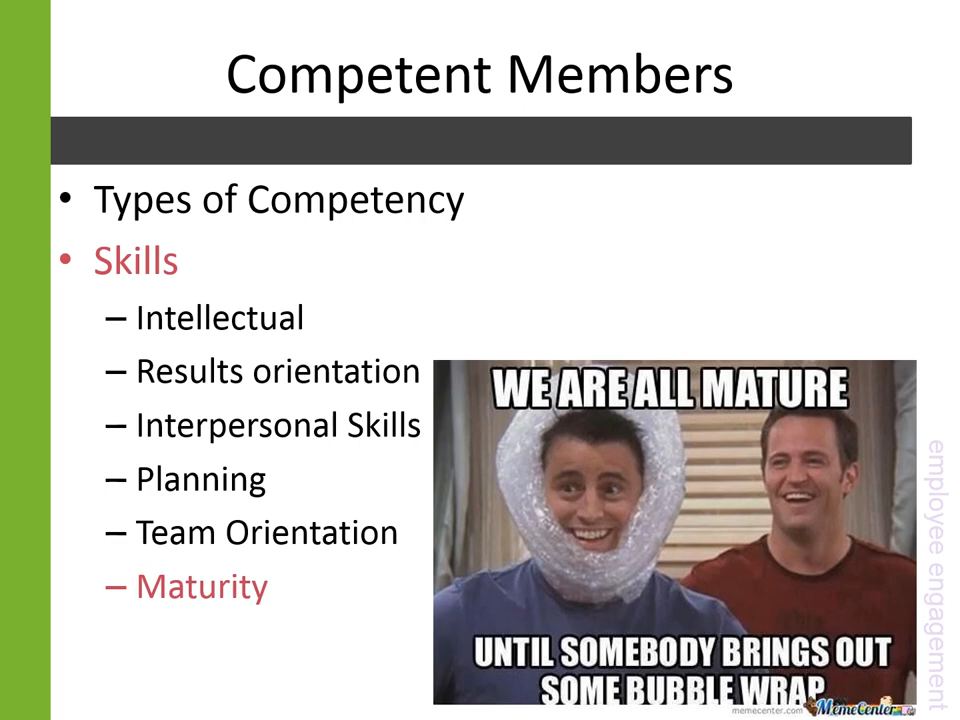 Competent Members
• Types of Competency
• Skills
– Intellectual
– Results orientation
– Interpersonal Skills
– Planning
– Team Orientation
– Maturity
WE ARE ALL MATURE
UNTIL SOMEBODY BRINGS OUT
SOME BUBBLE WRAP
memecenter.com MemeCenter
employee engagement